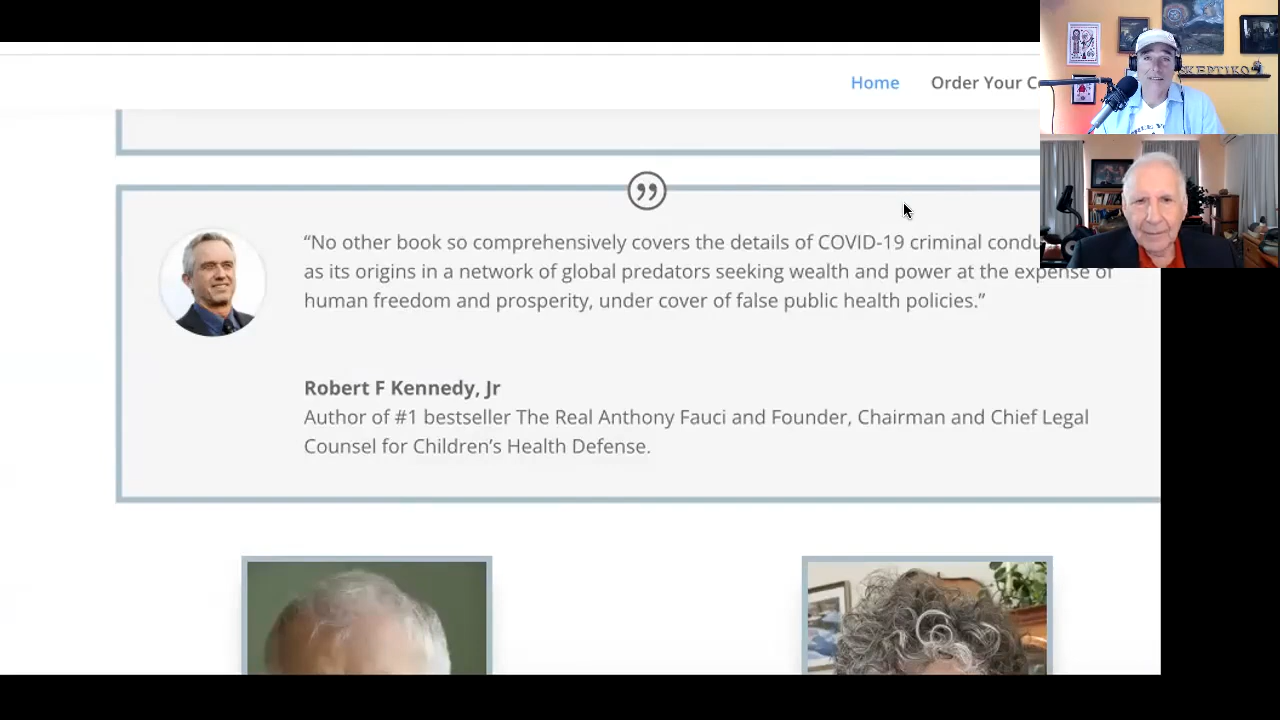 Home Order Your
SKEPTIKO
“No other book so comprehensively covers the details of COVID-19 criminal
as its origins in a network of global predators seeking wealth and power at the expense of
human freedom and prosperity, under cover of false public health policies.”
Robert F Kennedy, Jr
Author of #1 bestseller The Real Anthony Fauci and Founder, Chairman and Chief Legal
Counsel for Children’s Health Defense.